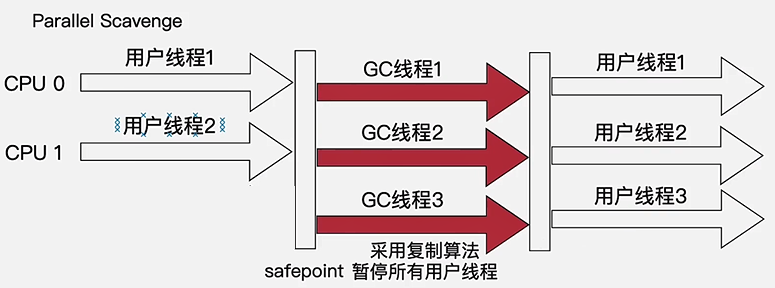 Parallel Scavenge
CPU 0
用户线程1
GC线程1
用户线程1
CPU 1
用户线程2
GC线程2
用户线程2
GC线程3
用户线程3
采用复制算法
safepoint 暂停所有用户线程